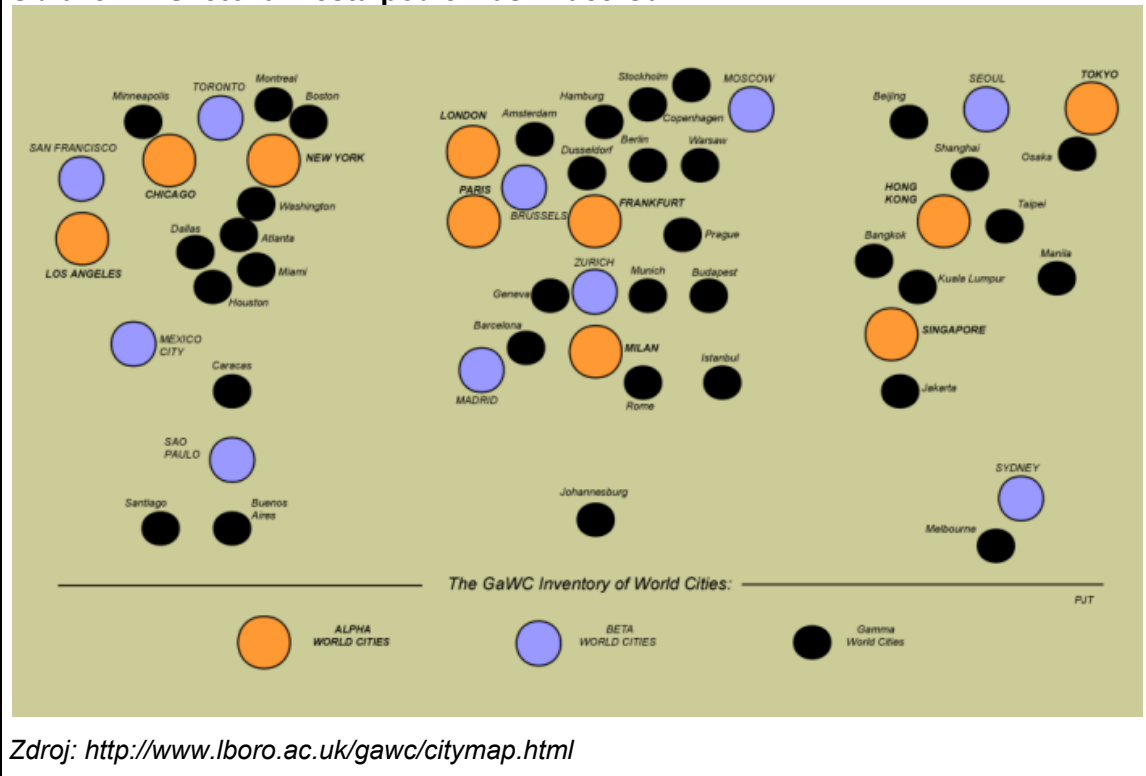 Minneapolis
TORONTO
Montreal
Boston
SAN FRANCISCO
CHICAGO
NEW YORK
LOS ANGELES
Washington
Dallas
Atlanta
Miami
Houston
MEXICO
CITY
Caracas
SAO
PAULO
Santiago
Buenos
Aires
LONDON
Amsterdam
Hamburg
Stockholm
Copenhagen
MOSCOW
Dusseldorf
Berlin
Warsaw
PARIS
BRUSSELS
FRANKFURT
Prague
ZURICH
Geneva
Munich
Budapest
Barcelona
MADRID
MILAN
Rome
Istanbul
Johannesburg
Beijing
SEOUL
TOKYO
Shanghai
Osaka
HONG
KONG
Taipei
Bangkok
Kuala Lumpur
Manila
SINGAPORE
Jakarta
SYDNEY
Melbourne
The GaWC Inventory of World Cities:
PJT
ALPHA
WORLD CITIES
BETA
WORLD CITIES
Gamma
World Cities
Zdroj: http://www.lboro.ac.uk/gawc/citymap.html